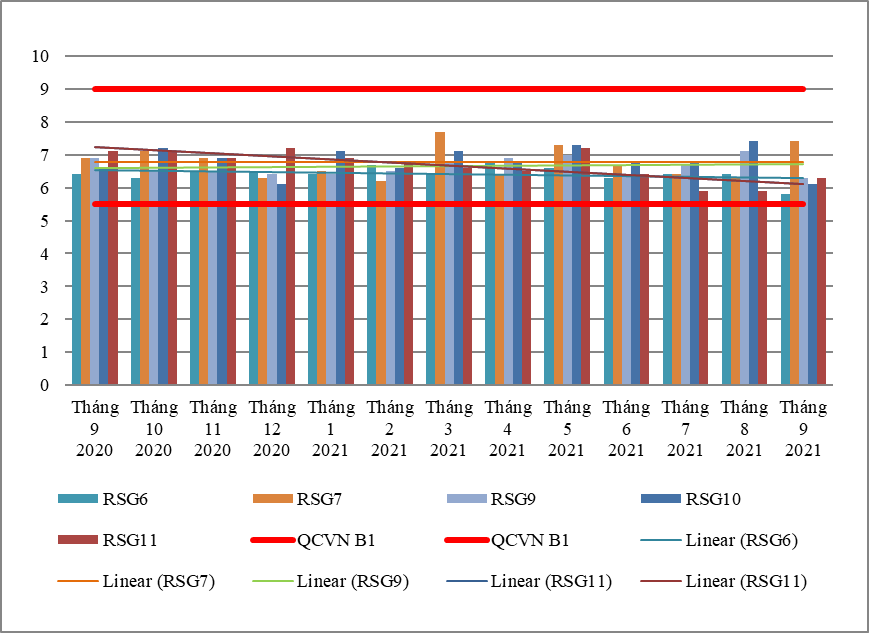 10
9
8
7
6
5
4
3
2
1
0
Tháng Tháng Tháng Tháng Tháng Tháng Tháng Tháng Tháng Tháng Tháng Tháng Tháng
9 10 11 12 1 2 3 4 5 6 7 8 9
2020 2020 2020 2020 2021 2021 2021 2021 2021 2021 2021 2021 2021
RSG6 RSG7 RSG9 RSG10
RSG11 QCVN B1 QCVN B1 Linear (RSG6)
Linear (RSG7) Linear (RSG9) Linear (RSG11) Linear (RSG11)